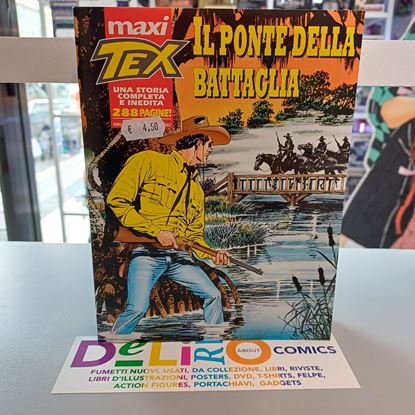 maxi
TEX
IL PONTE DELLA
BATTAGLIA
UNA STORIA
COMPLETA
E INEDITA
288 PAGINE!
€ 4,50
DELIRO
ABOUT
COMICS
FUMETTI NUOVI, USATI, DA COLLEZIONE, LIBRI, RIVISTE,
LIBRI D'ILLUSTRAZIONI, POSTERS, DVD, T-SHIRTS, FELPE,
ACTION FIGURES, PORTACHIAVI, GADGETS